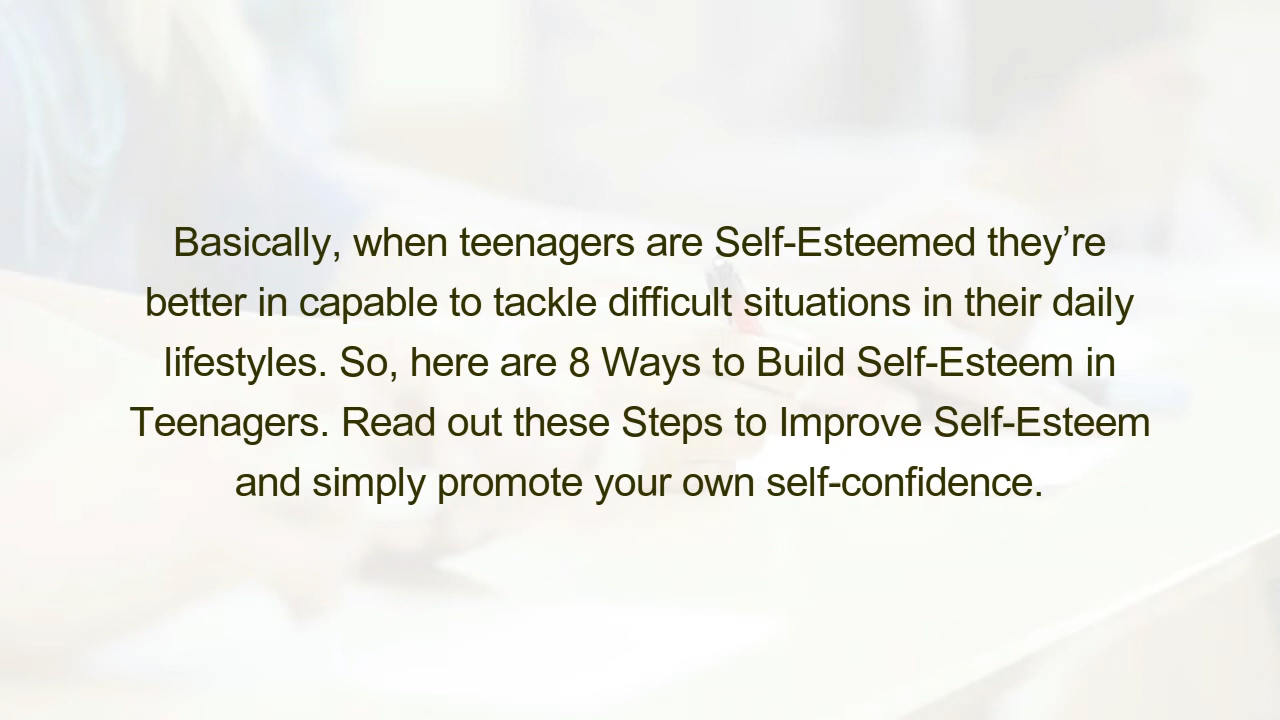 Basically, when teenagers are Self-Esteemed they’re
better in capable to tackle difficult situations in their daily
lifestyles. So, here are 8 Ways to Build Self-Esteem in
Teenagers. Read out these Steps to Improve Self-Esteem
and simply promote your own self-confidence.